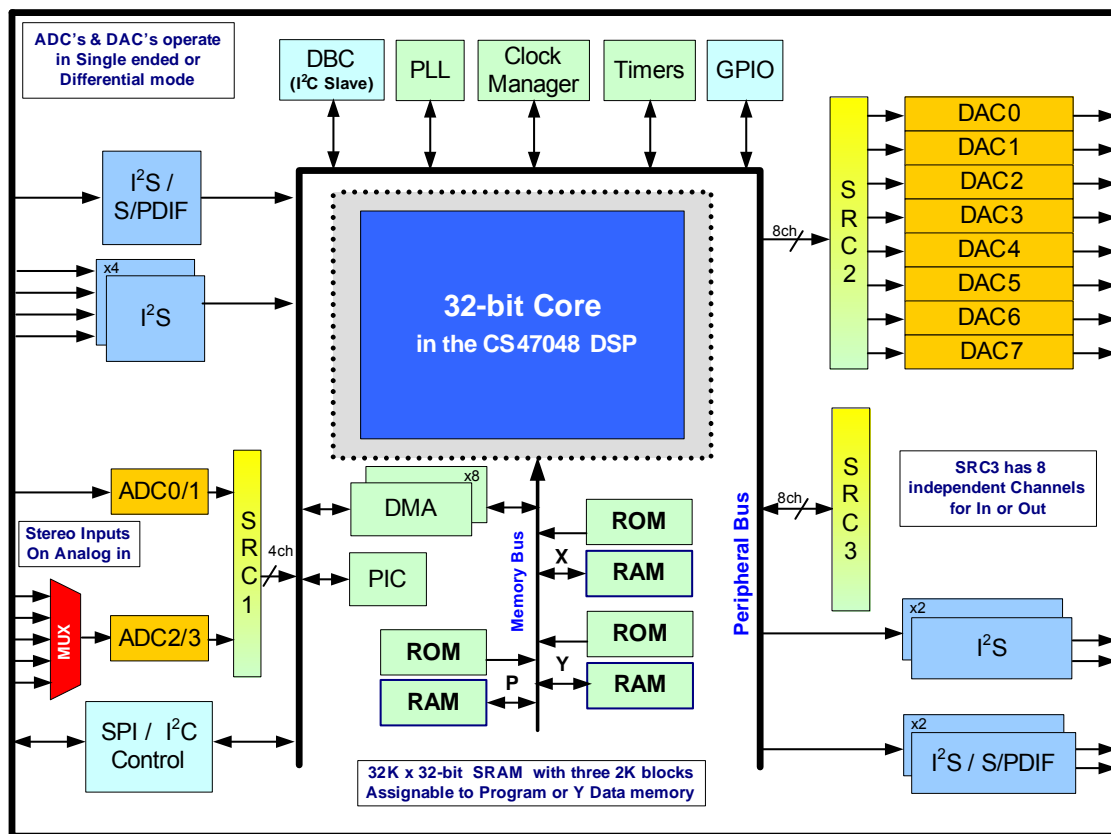 ADC's & DAC's operate
in Single ended or
Differential mode
DBC
(I²C Slave)
PLL
Clock
Manager
Timers
GPIO
I²S /
S/PDIF
x4
I²S
32-bit Core
in the CS47048 DSP
8ch
SRC2
DAC0
DAC1
DAC2
DAC3
DAC4
DAC5
DAC6
DAC7
ADC0/1
Stereo Inputs
On Analog in
MUX
ADC2/3
SRC1
4ch
SPI / I²C
Control
x8
DMA
PIC
Memory Bus
ROM
X
RAM
ROM
Y
RAM
ROM
P
RAM
32K x 32-bit SRAM with three 2K blocks
Assignable to Program or Y Data memory
Peripheral Bus
8ch
SRC3
SRC3 has 8
independent Channels
for In or Out
x2
I²S
x2
I²S / S/PDIF